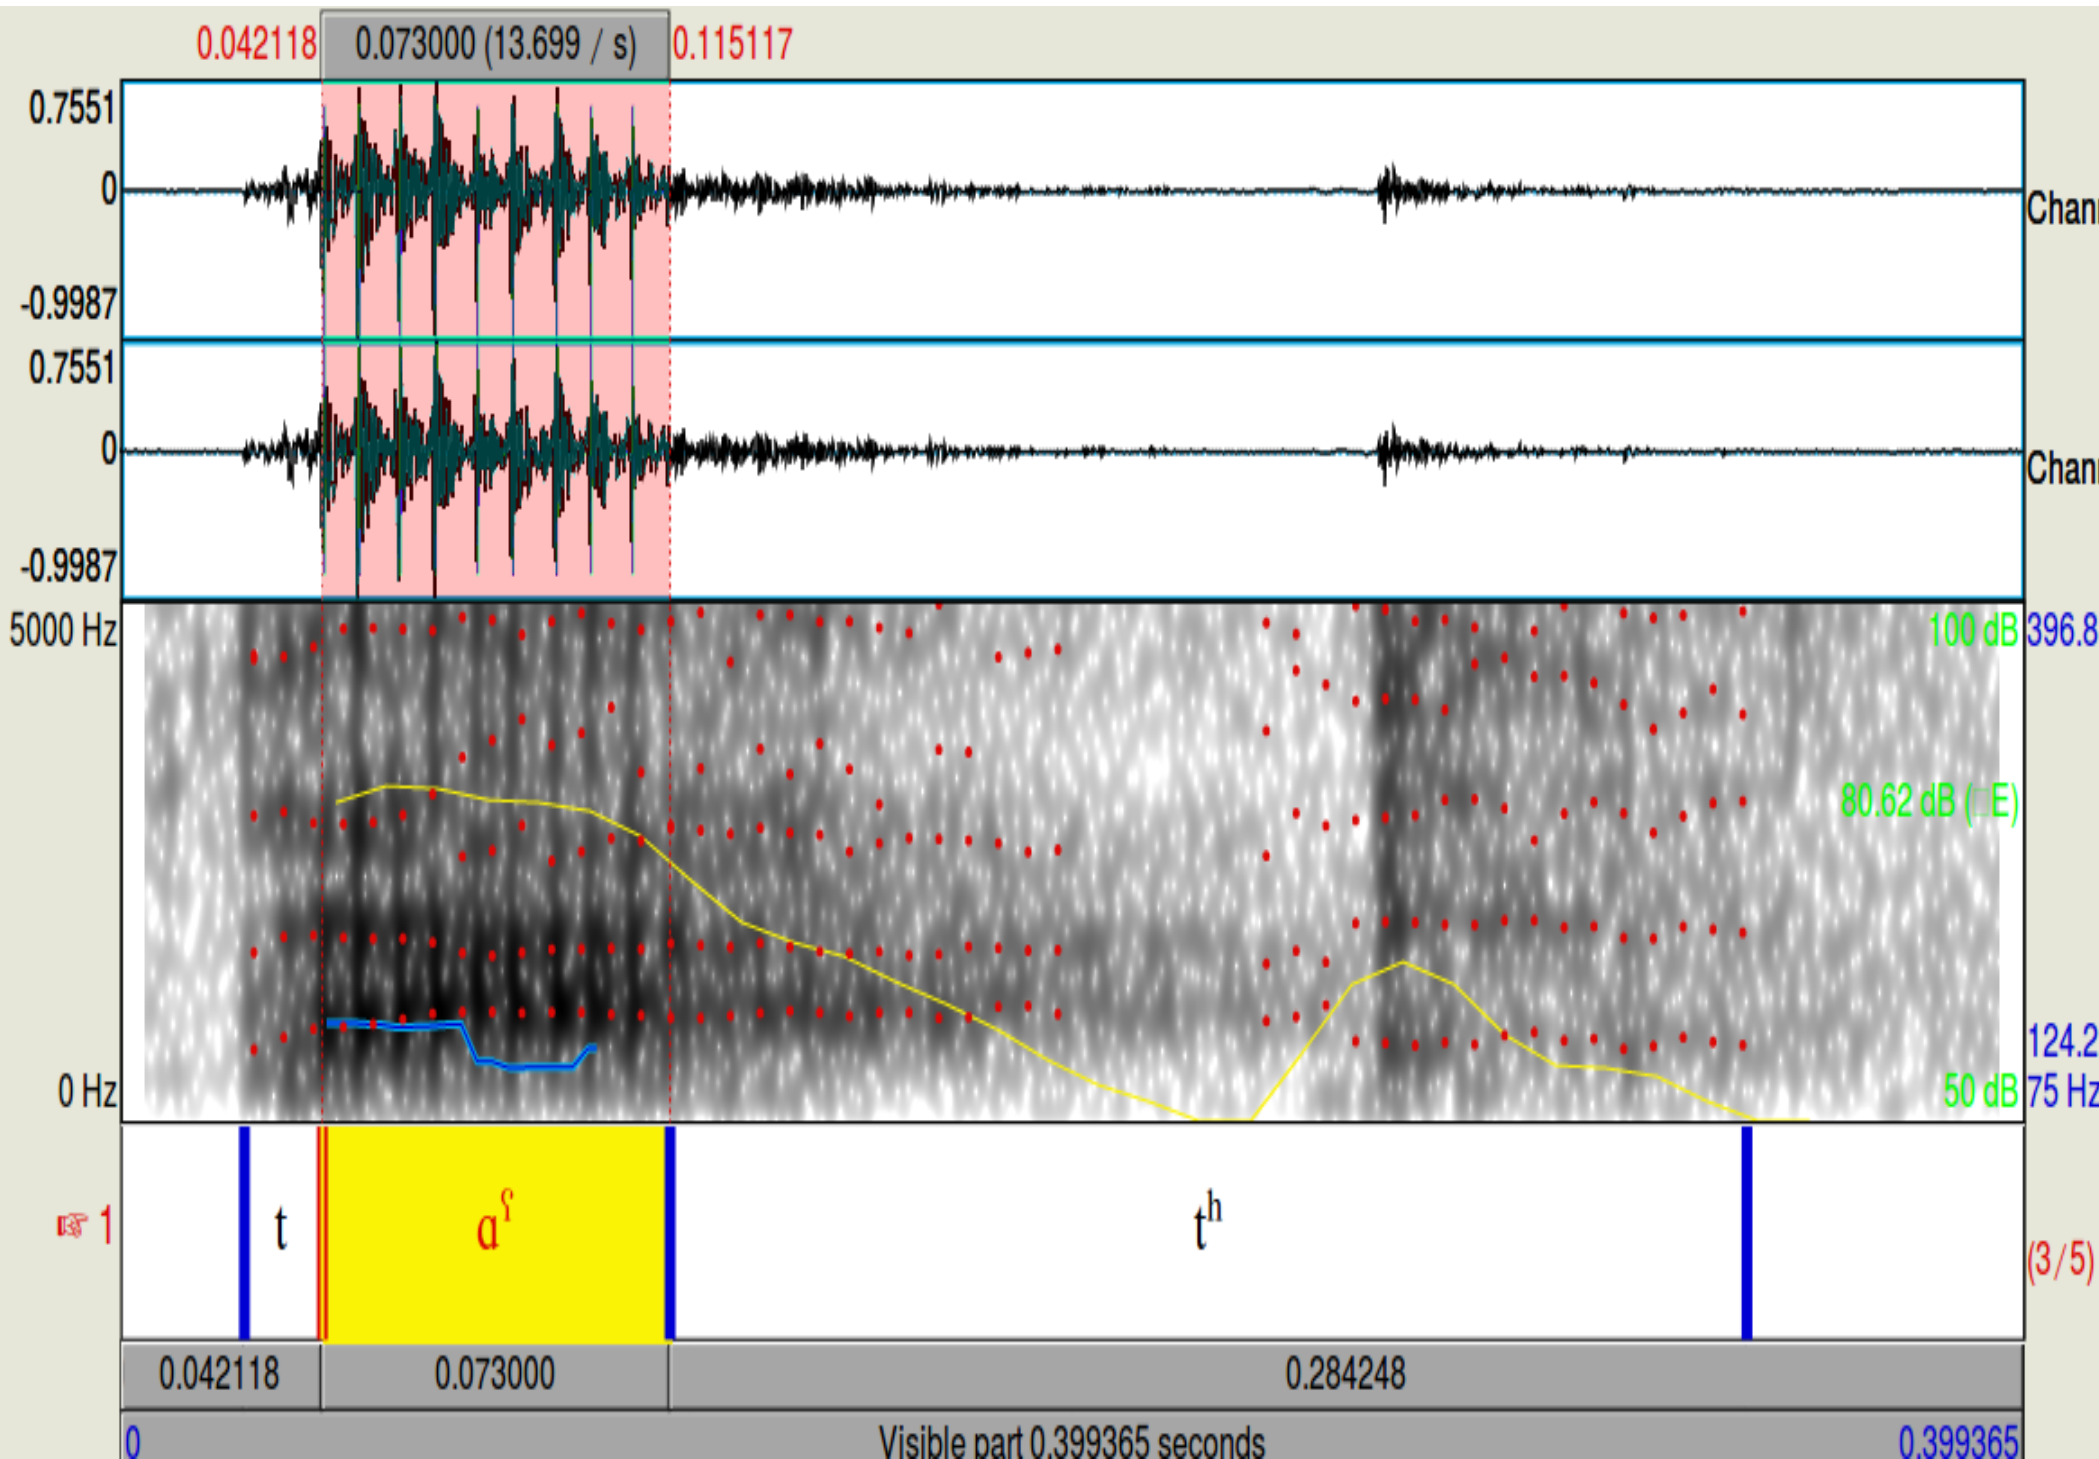 0.042118 0.073000 (13.699 / s) 0.115117
0.7551
0
-0.9987
Chan
0.7551
0
-0.9987
Chan
5000 Hz 100 dB 396.8
80.62 dB ( E)
124.2
0 Hz 50 dB 75 Hz
☞ 1 t ɑˤ tʰ (3/5)
0.042118 0.073000 0.284248
0 Visible part 0.399365 seconds 0.399365